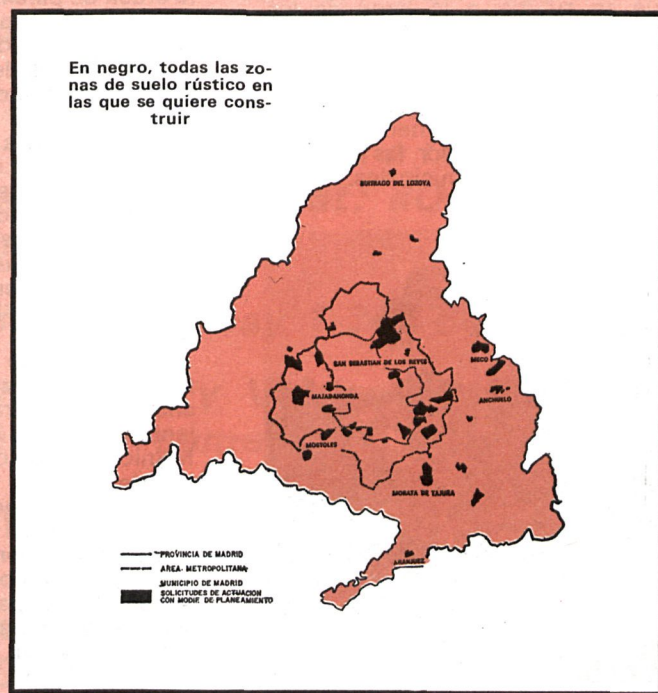 En negro, todas las zo-
nas de suelo rústico en
las que se quiere cons-
truir
BUITRAGO DEL LOZOYA
SAN SEBASTIAN DE LOS REYES
MECO
MAJADAHONDA
ANCHUELO
MOSTOLES
MORATA DE TAJUÑA
ARANJUEZ
PROVINCIA DE MADRID
AREA METROPOLITANA
MUNICIPIO DE MADRID
SOLICITUDES DE ACTUACION
CON MODIF. DE PLANEAMIENTO